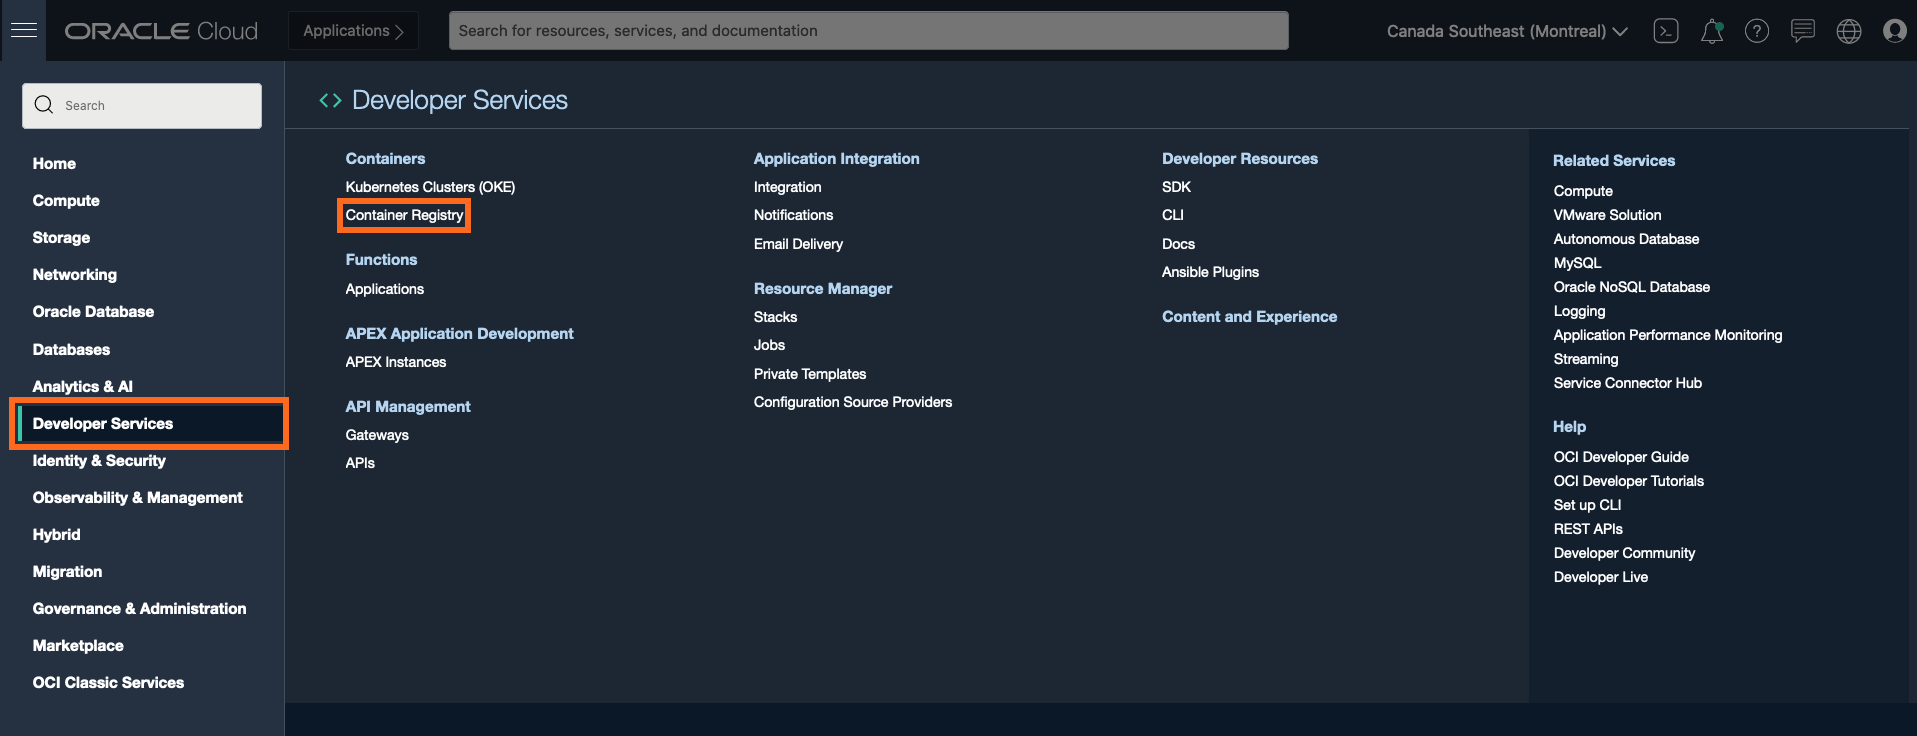 ORACLE Cloud
Applications
Search for resources, services, and documentation
Canada Southeast (Montreal)
Search
Home
Compute
Storage
Networking
Oracle Database
Databases
Analytics & AI
Developer Services
Identity & Security
Observability & Management
Hybrid
Migration
Governance & Administration
Marketplace
OCI Classic Services
Developer Services
Containers
Kubernetes Clusters (OKE)
Container Registry
Functions
Applications
APEX Application Development
APEX Instances
API Management
Gateways
APIs
Application Integration
Integration
Notifications
Email Delivery
Resource Manager
Stacks
Jobs
Private Templates
Configuration Source Providers
Developer Resources
SDK
CLI
Docs
Ansible Plugins
Content and Experience
Related Services
Compute
VMware Solution
Autonomous Database
MySQL
Oracle NoSQL Database
Logging
Application Performance Monitoring
Streaming
Service Connector Hub
Help
OCI Developer Guide
OCI Developer Tutorials
Set up CLI
REST APIs
Developer Community
Developer Live